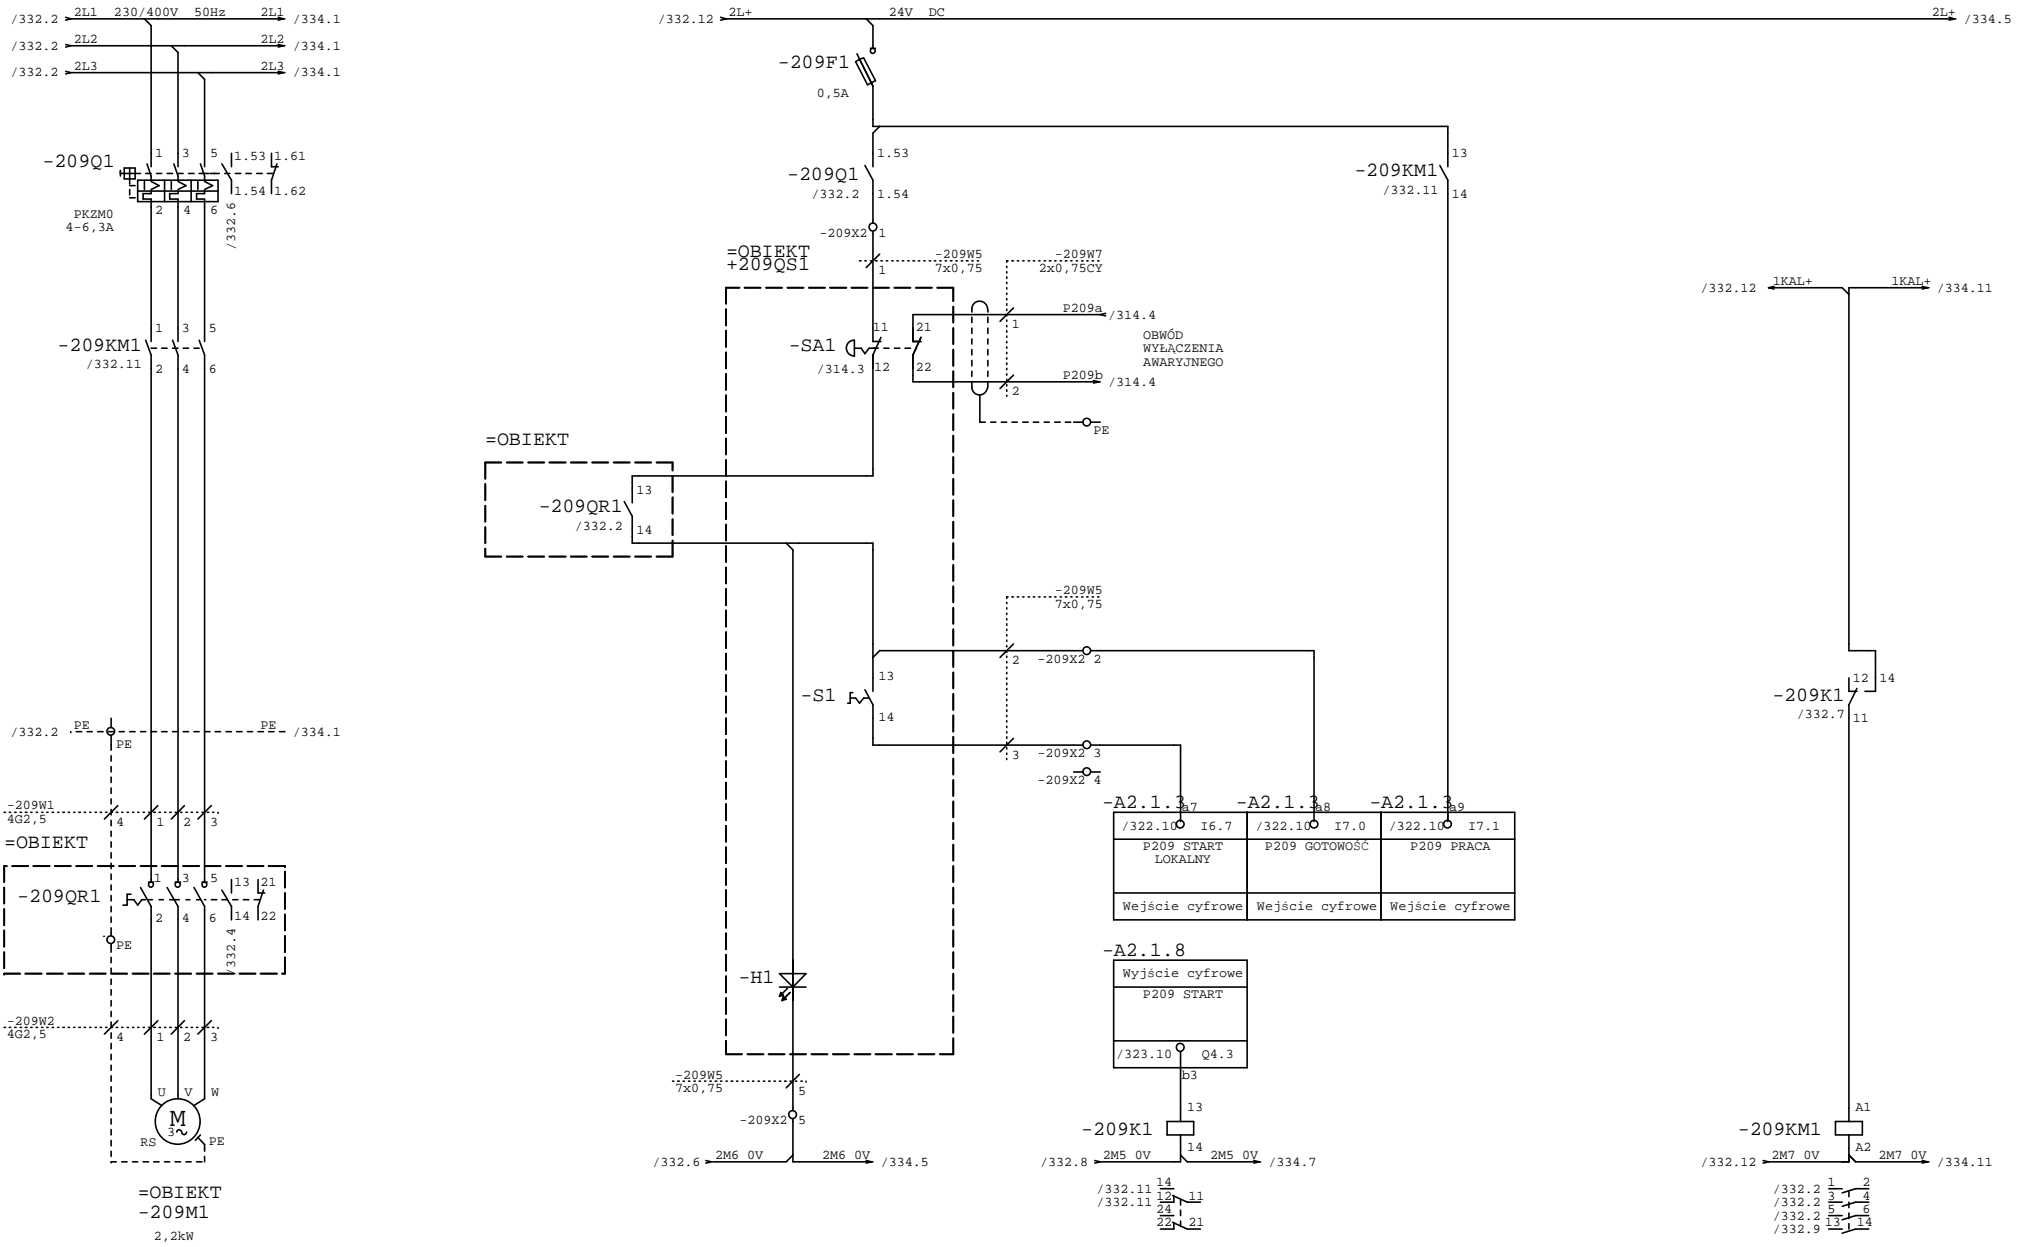 /332.2 2L1 230/400V 50Hz 2L1 /334.1
/332.2 2L2 2L2 /334.1
/332.2 2L3 2L3 /334.1
-209Q1
1 3 5 1.53 1.61
2 4 6 1.54 1.62
PKZM0
4-6,3A
/332.6
-209KM1
/332.11
1 3 5
2 4 6
/332.2 PE PE /334.1
PE
-209W1
4G2,5
4 1 2 3
=OBIEKT
-209QR1
1 3 5 13 21
2 4 6 14 22
PE
/332.4
-209W2
4G2,5
4 1 2 3
U V W
M
3~
RS
PE
=OBIEKT
-209M1
2,2kW
/332.12 2L+ 24V DC 2L+ /334.5
-209F1
0,5A
-209Q1
/332.2
1.53
1.54
-209X2 1
=OBIEKT
+209QS1
-209W5
7x0,75
1
-209W7
2x0,75CY
-SA1
/314.3
11 21
12 22
P209a /314.4
1
OBWÓD
WYŁĄCZENIA
AWARYJNEGO
P209b /314.4
2
PE
=OBIEKT
-209QR1
/332.2
13
14
-209W5
7x0,75
2 -209X2 2
-S1
13
14
3 -209X2 3
-209X2 4
-209KM1
/332.11
13
14
-A2.1.3 a7 -A2.1.3 a8 -A2.1.3 a9
/322.10 I6.7 /322.10 I7.0 /322.10 I7.1
P209 START
LOKALNY
P209 GOTOWOŚĆ
P209 PRACA
Wejście cyfrowe Wejście cyfrowe Wejście cyfrowe
-A2.1.8
Wyjście cyfrowe
P209 START
/323.10 Q4.3
b3
-H1
-209W5
7x0,75
5
-209X2 5
/332.6 2M6 0V 2M6 0V /334.5
-209K1
13
14
/332.8 2M5 0V 2M5 0V /334.7
/332.11 14
/332.11 12 11
24
22 21
/332.12 1KAL+ 1KAL+ /334.11
-209K1
/332.7
12 14
11
-209KM1
A1
A2
/332.12 2M7 0V 2M7 0V /334.11
/332.2 1 2
/332.2 3 4
/332.2 5 6
/332.9 13 14